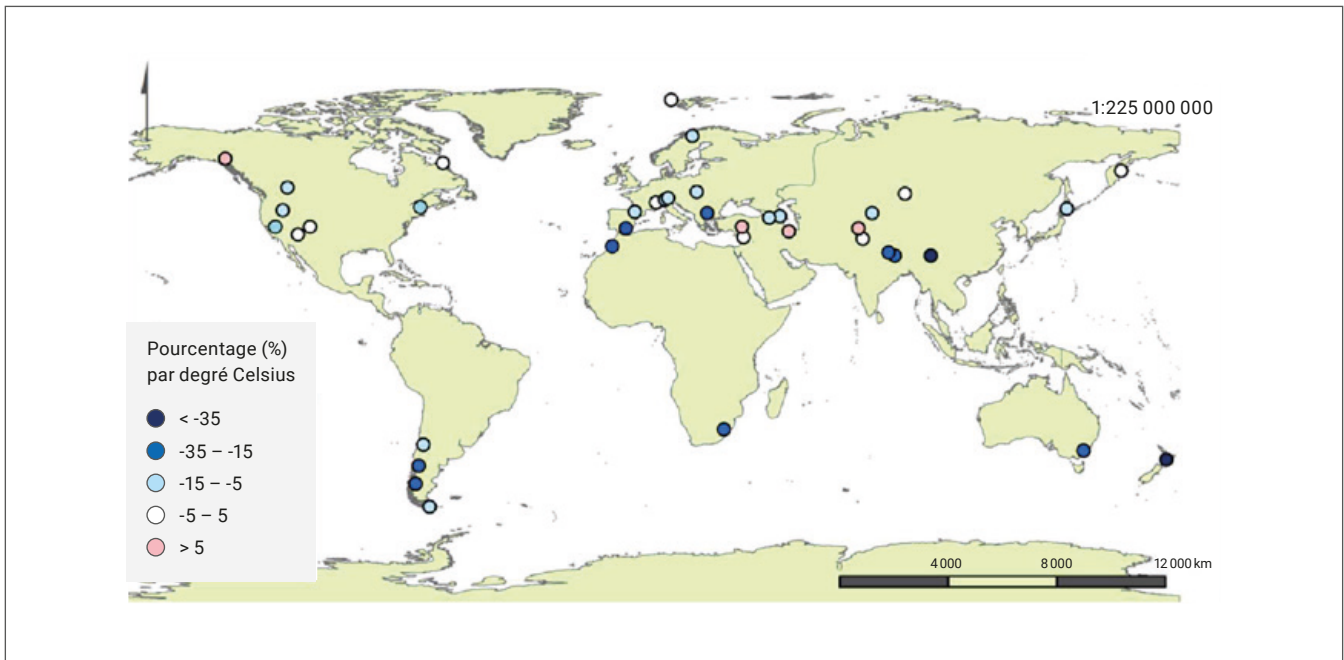 1:225 000 000
Pourcentage (%)
par degré Celsius
< -35
-35 – -15
-15 – -5
-5 – 5
> 5
0 4 000 8 000 12 000 km